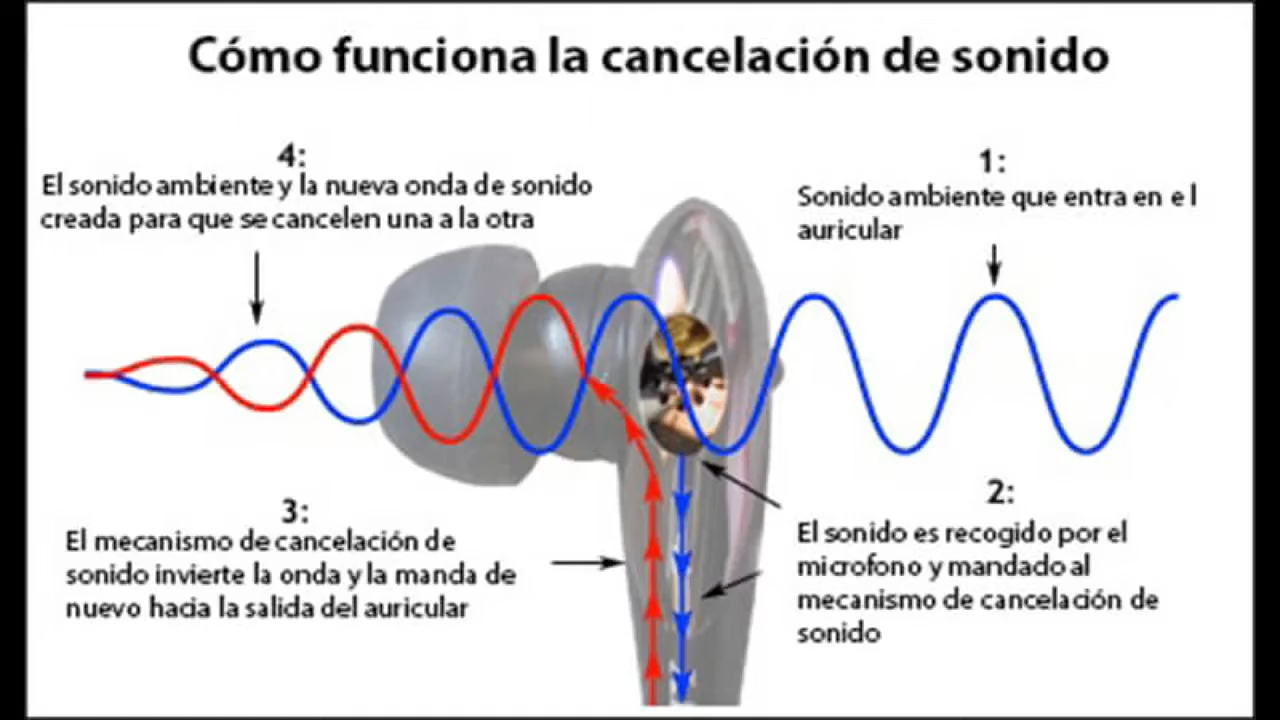 Cómo funciona la cancelación de sonido
1:
Sonido ambiente que entra en el
auricular
2:
El sonido es recogido por el
microfono y mandado al
mecanismo de cancelación de
sonido
3:
El mecanismo de cancelación de
sonido invierte la onda y la manda de
nuevo hacia la salida del auricular
4:
El sonido ambiente y la nueva onda de sonido
creada para que se cancelen una a la otra